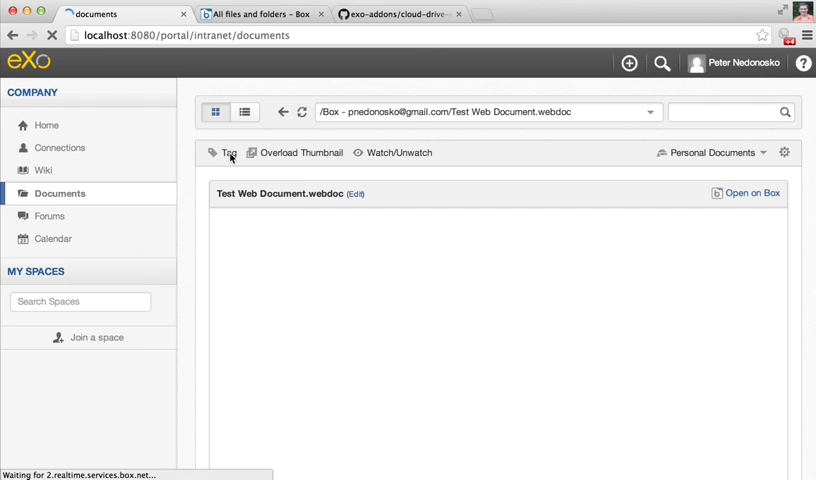 documents
All files and folders - Box
exo-addons/cloud-drive-
localhost:8080/portal/intranet/documents
+4
eXo
Peter Nedonosko
?
COMPANY
Home
Connections
Wiki
Documents
Forums
23
Calendar
MY SPACES
Search Spaces
Join a space
/Box - pnedonosko@gmail.com/Test Web Document.webdoc
Tag
Overload Thumbnail
Watch/Unwatch
Personal Documents
Test Web Document.webdoc (Edit)
b
Open on Box
Waiting for 2.realtime.services.box.net...